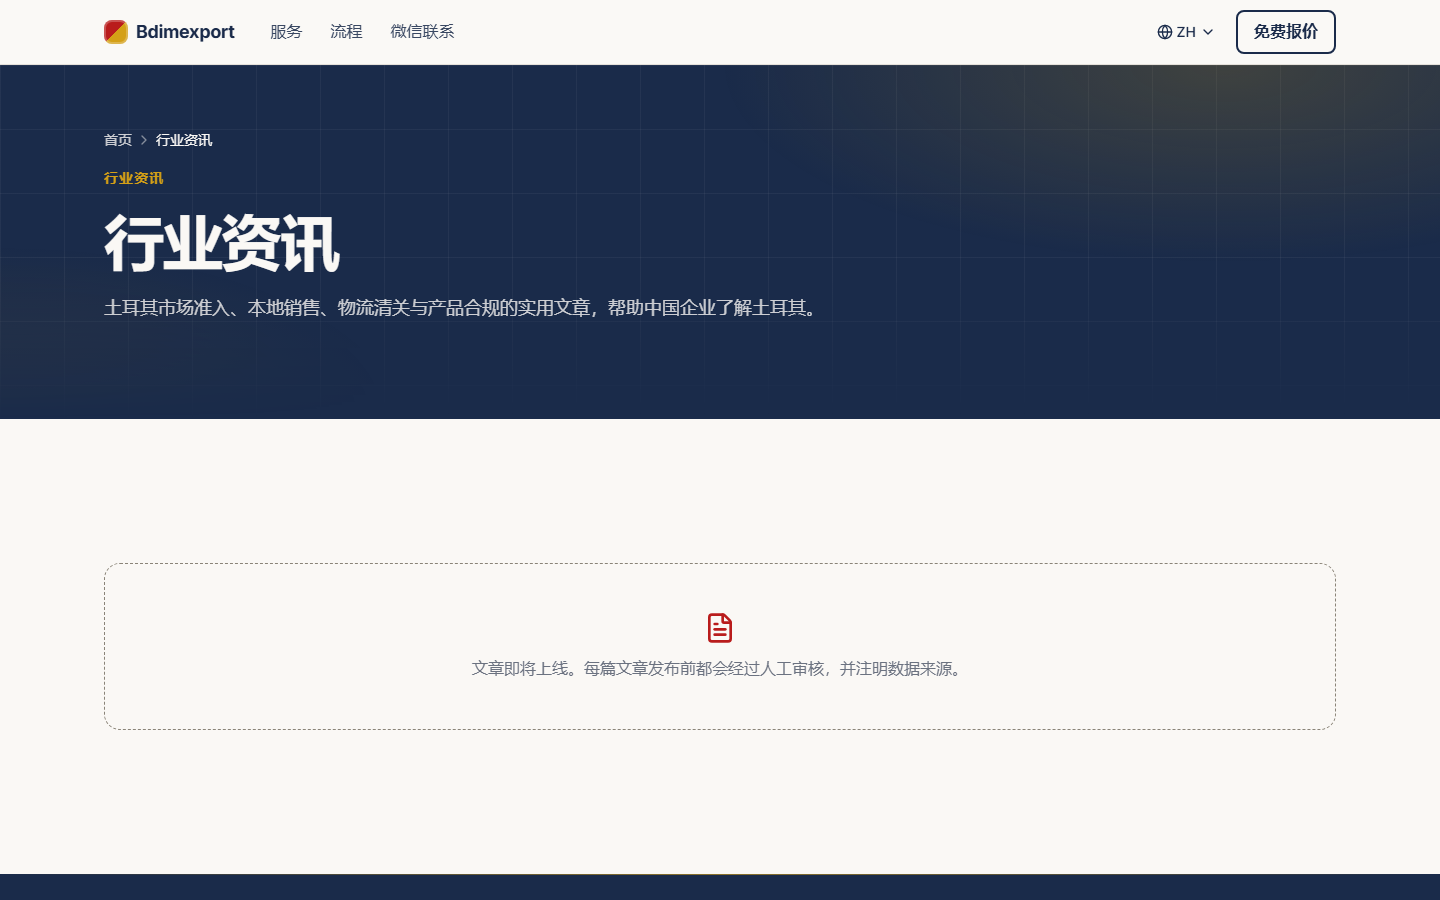 Bdimexport 服务 流程 微信联系 ZH 免费报价
首页 > 行业资讯
行业资讯
行业资讯
土耳其市场准入、本地销售、物流清关与产品合规的实用文章，帮助中国企业了解土耳其。
文章即将上线。每篇文章发布前都会经过人工审核，并注明数据来源。